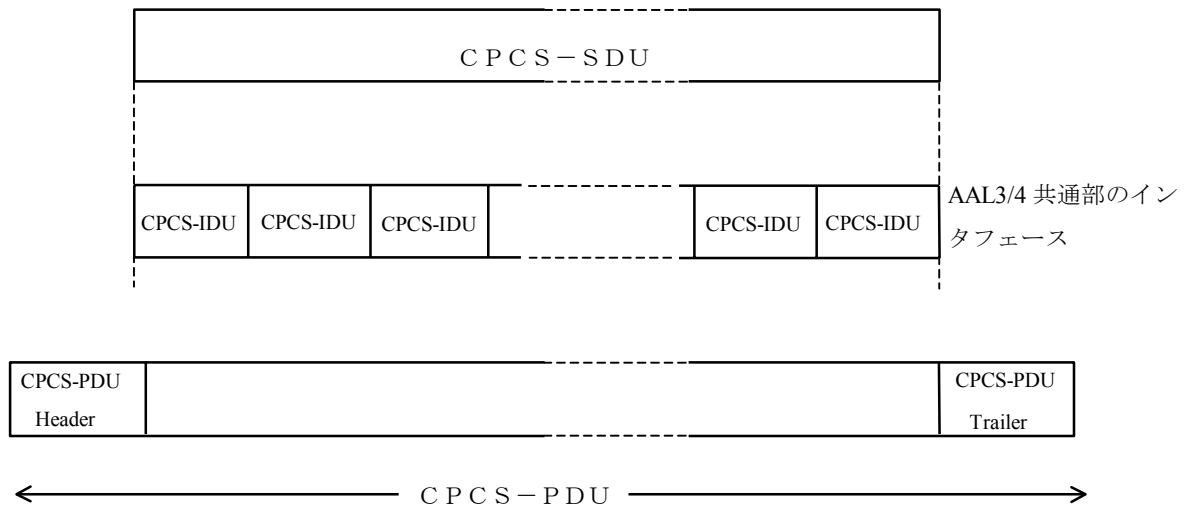 ＣＰＣＳ－ＳＤＵ
CPCS-IDU CPCS-IDU CPCS-IDU CPCS-IDU CPCS-IDU
AAL3/4 共通部のイン
タフェース
CPCS-PDU
Header
CPCS-PDU
Trailer
ＣＰＣＳ－ＰＤＵ